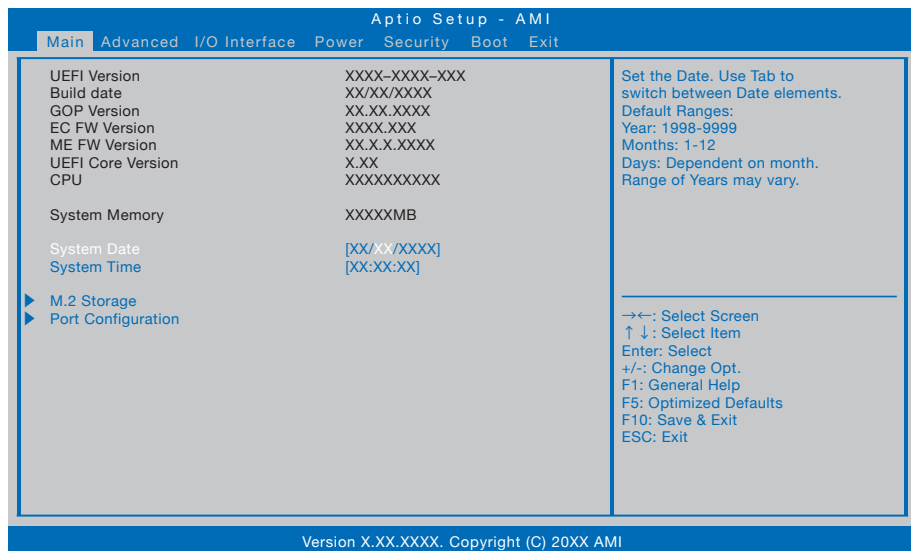 Aptio Setup - AMI
Main Advanced I/O Interface Power Security Boot Exit
UEFI Version XXXX–XXXX–XXX
Build date XX/XX/XXXX
GOP Version XX.XX.XXXX
EC FW Version XXXX.XXX
ME FW Version XX.X.X.XXXX
UEFI Core Version X.XX
CPU XXXXXXXXXX
System Memory XXXXXMB
System Date [XX/XX/XXXX]
System Time [XX:XX:XX]
M.2 Storage
Port Configuration
Set the Date. Use Tab to
switch between Date elements.
Default Ranges:
Year: 1998-9999
Months: 1-12
Days: Dependent on month.
Range of Years may vary.
→←: Select Screen
↑↓: Select Item
Enter: Select
+/-: Change Opt.
F1: General Help
F5: Optimized Defaults
F10: Save & Exit
ESC: Exit
Version X.XX.XXXX. Copyright (C) 20XX AMI